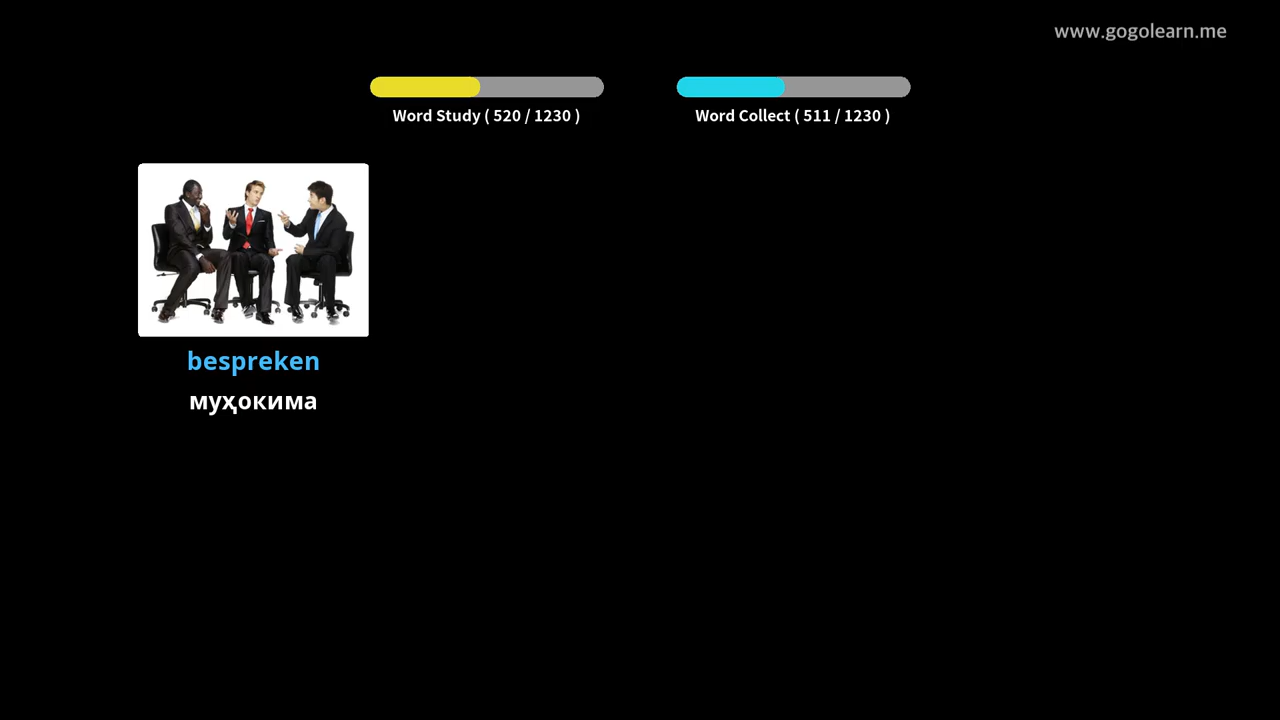 www.gogolearn.me
Word Study ( 520 / 1230 )
Word Collect ( 511 / 1230 )
bespreken
муҳокима